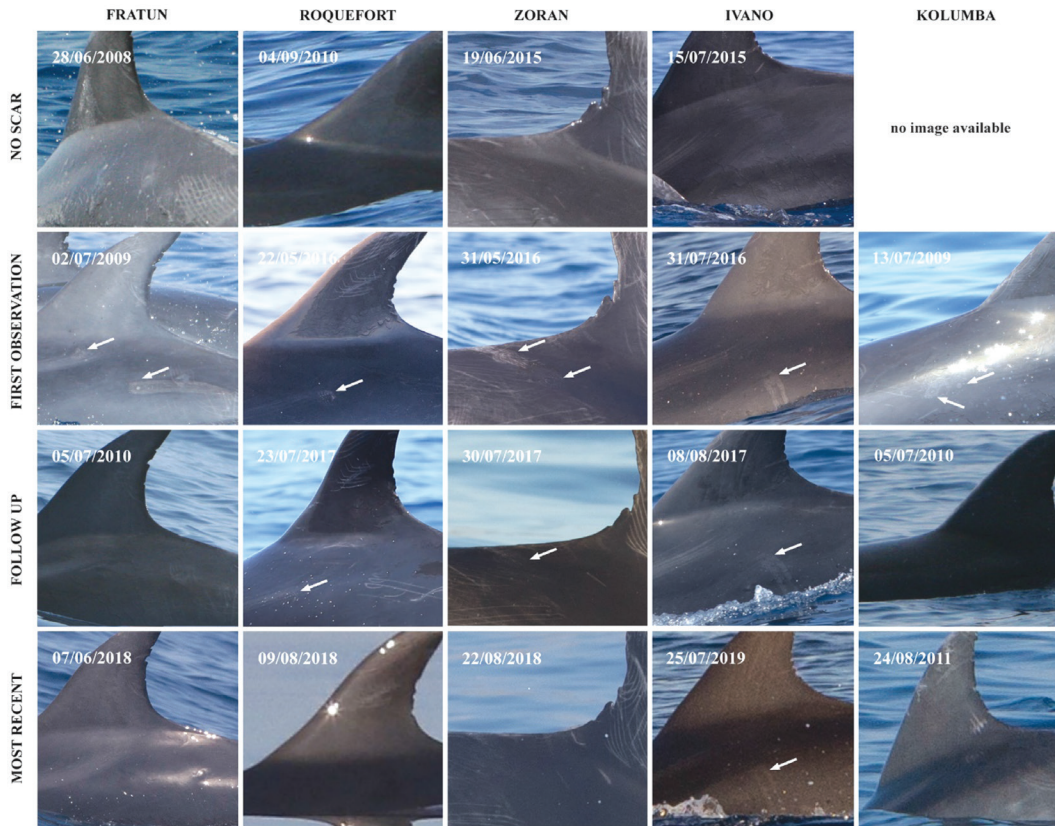 FRATUN ROQUEFORT ZORAN IVANO KOLUMBA
NO SCAR
28/06/2008 04/09/2010 19/06/2015 15/07/2015 no image available
FIRST OBSERVATION
02/07/2009 22/05/2016 31/05/2016 31/07/2016 13/07/2009
FOLLOW UP
05/07/2010 23/07/2017 30/07/2017 08/08/2017 05/07/2010
MOST RECENT
07/06/2018 09/08/2018 22/08/2018 25/07/2019 24/08/2011